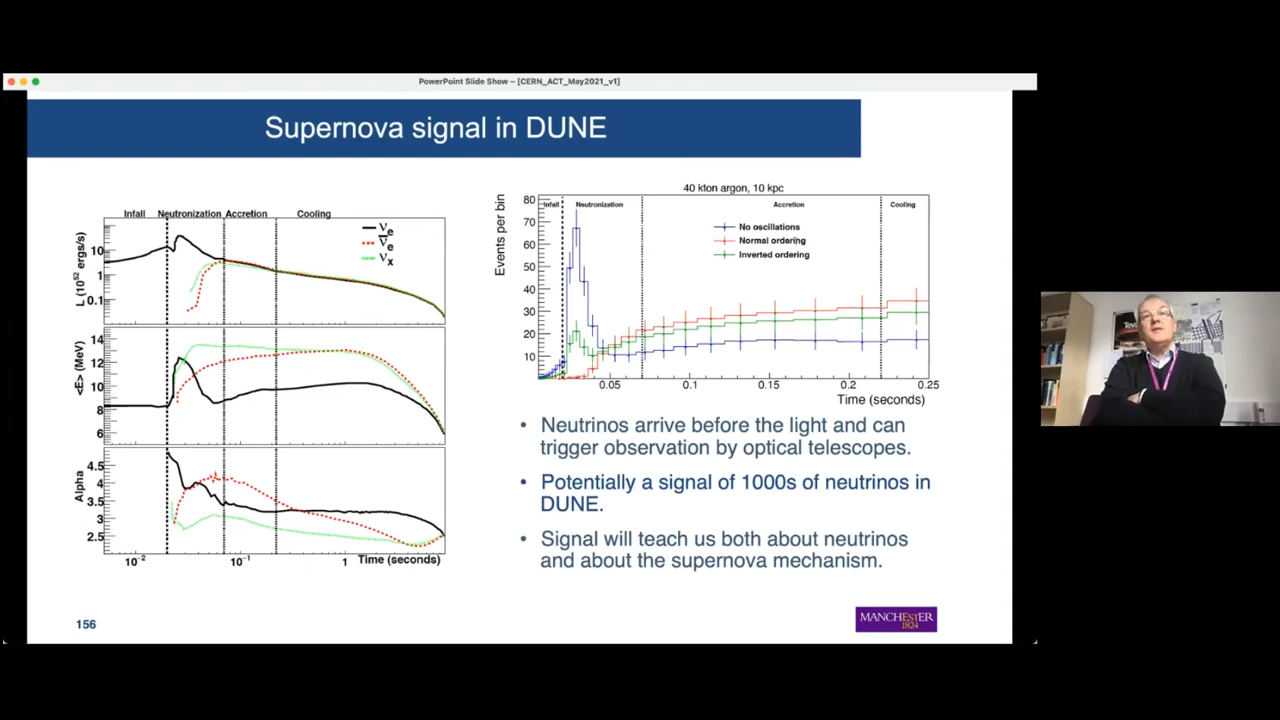 PowerPoint Slide Show – [CERN_ACT_May2021_v1]
Supernova signal in DUNE
Infall Neutronization Accretion Cooling
νe
ν̅e
νx
L (10⁵² ergs/s)
10
1
0.1
<E> (MeV)
14
12
10
8
6
Alpha
4.5
4
3.5
3
2.5
10⁻² 10⁻¹ 1 Time (seconds)
40 kton argon, 10 kpc
Infall Neutronization Accretion Cooling
Events per bin
80
70
60
50
40
30
20
10
No oscillations
Normal ordering
Inverted ordering
0.05 0.1 0.15 0.2 0.25
Time (seconds)
• Neutrinos arrive before the light and can
trigger observation by optical telescopes.
• Potentially a signal of 1000s of neutrinos in
DUNE.
• Signal will teach us both about neutrinos
and about the supernova mechanism.
156
MANCHESTER
1824